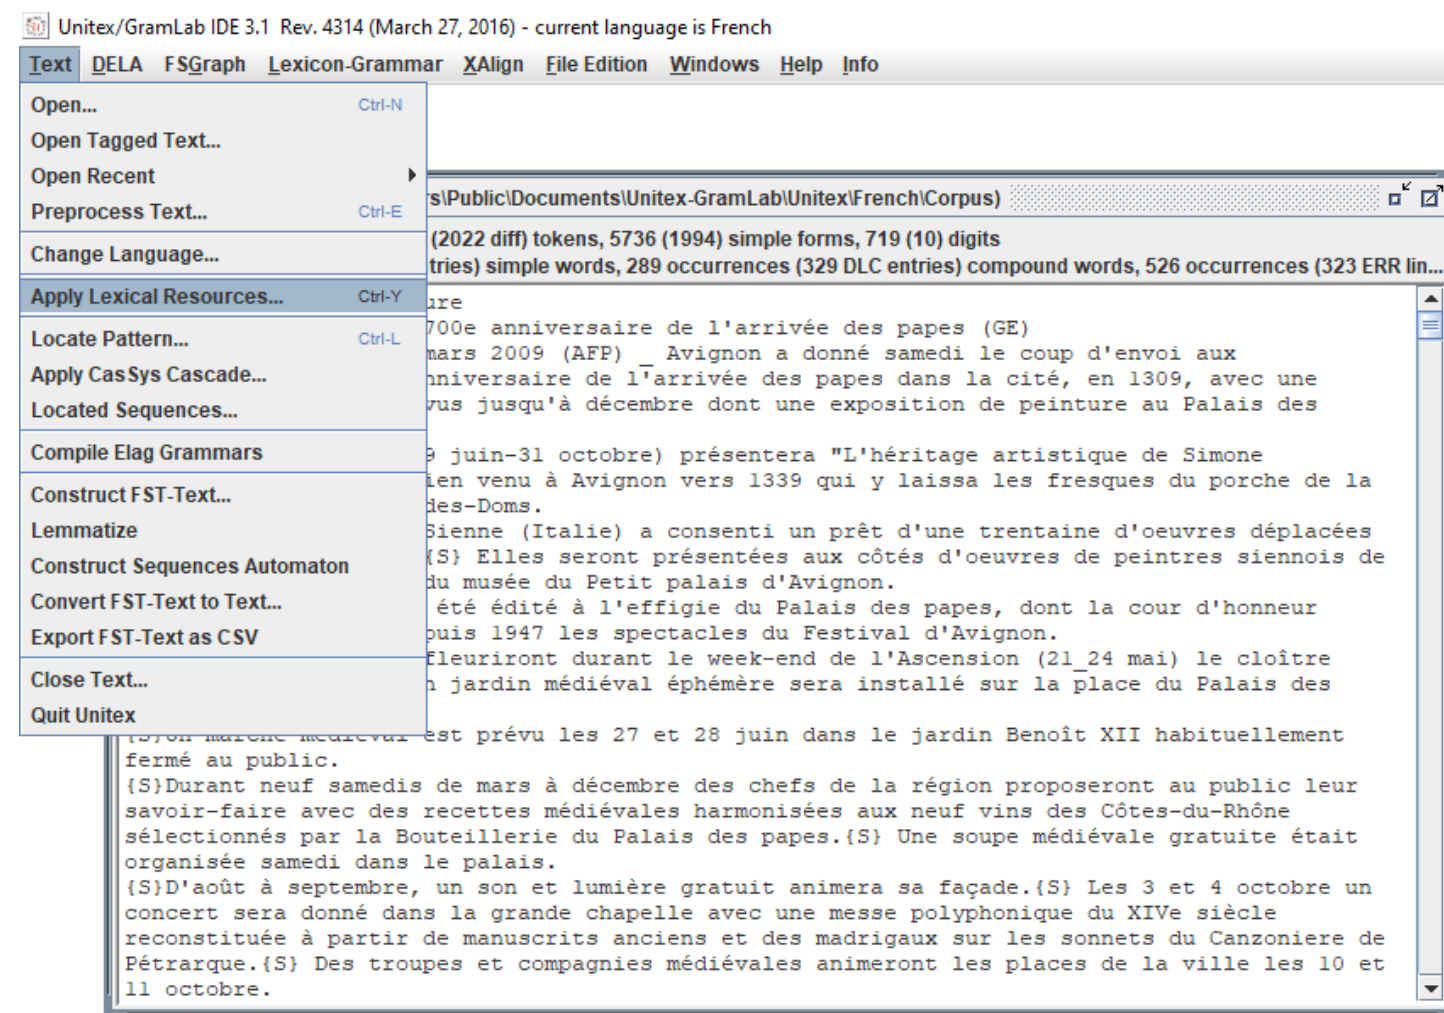 Unitex/GramLab IDE 3.1 Rev. 4314 (March 27, 2016) - current language is French
Text DELA FSGraph Lexicon-Grammar XAlign File Edition Windows Help Info
Open... Ctrl-N
Open Tagged Text...
Open Recent
Preprocess Text... Ctrl-E
Change Language...
Apply Lexical Resources... Ctrl-Y
Locate Pattern... Ctrl-L
Apply CasSys Cascade...
Located Sequences...
Compile Elag Grammars
Construct FST-Text...
Lemmatize
Construct Sequences Automaton
Convert FST-Text to Text...
Export FST-Text as CSV
Close Text...
Quit Unitex
s\Public\Documents\Unitex-GramLab\Unitex\French\Corpus)
(2022 diff) tokens, 5736 (1994) simple forms, 719 (10) digits
tries) simple words, 289 occurrences (329 DLC entries) compound words, 526 occurrences (323 ERR lin...
ure
700e anniversaire de l'arrivée des papes (GE)
mars 2009 (AFP) _ Avignon a donné samedi le coup d'envoi aux
nniversaire de l'arrivée des papes dans la cité, en 1309, avec une
vus jusqu'à décembre dont une exposition de peinture au Palais des
9 juin-31 octobre) présentera "L'héritage artistique de Simone
ien venu à Avignon vers 1339 qui y laissa les fresques du porche de la
des-Doms.
Sienne (Italie) a consenti un prêt d'une trentaine d'oeuvres déplacées
{S} Elles seront présentées aux côtés d'oeuvres de peintres siennois de
du musée du Petit palais d'Avignon.
été édité à l'effigie du Palais des papes, dont la cour d'honneur
puis 1947 les spectacles du Festival d'Avignon.
fleuriront durant le week-end de l'Ascension (21_24 mai) le cloître
n jardin médiéval éphémère sera installé sur la place du Palais des
{S}Un marché médiéval est prévu les 27 et 28 juin dans le jardin Benoît XII habituellement
fermé au public.
{S}Durant neuf samedis de mars à décembre des chefs de la région proposeront au public leur
savoir-faire avec des recettes médiévales harmonisées aux neuf vins des Côtes-du-Rhône
sélectionnés par la Bouteillerie du Palais des papes.{S} Une soupe médiévale gratuite était
organisée samedi dans le palais.
{S}D'août à septembre, un son et lumière gratuit animera sa façade.{S} Les 3 et 4 octobre un
concert sera donné dans la grande chapelle avec une messe polyphonique du XIVe siècle
reconstituée à partir de manuscrits anciens et des madrigaux sur les sonnets du Canzoniere de
Pétrarque.{S} Des troupes et compagnies médiévales animeront les places de la ville les 10 et
11 octobre.